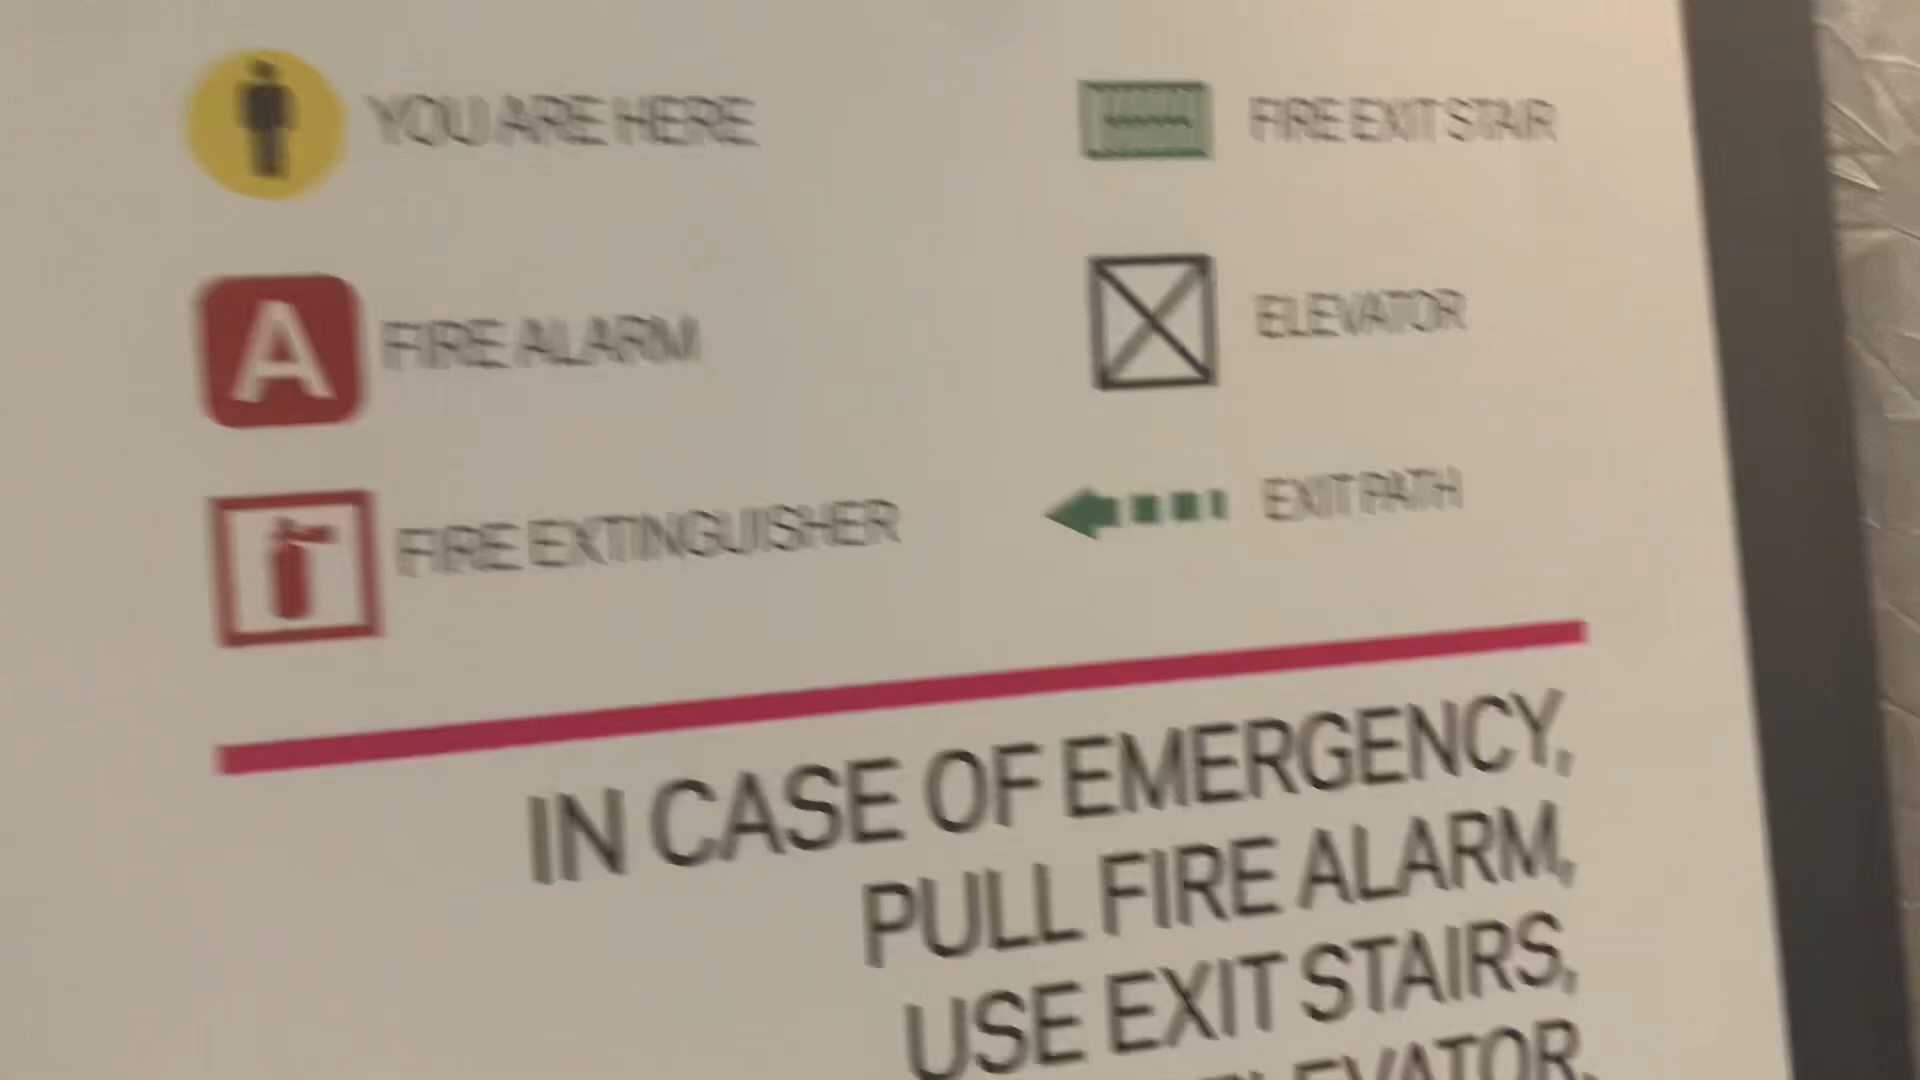 YOU ARE HERE
FIRE ALARM
FIRE EXTINGUISHER
FIRE EXIT STAIR
ELEVATOR
EXIT PATH
A
IN CASE OF EMERGENCY,
PULL FIRE ALARM,
USE EXIT STAIRS,
ELEVATOR.